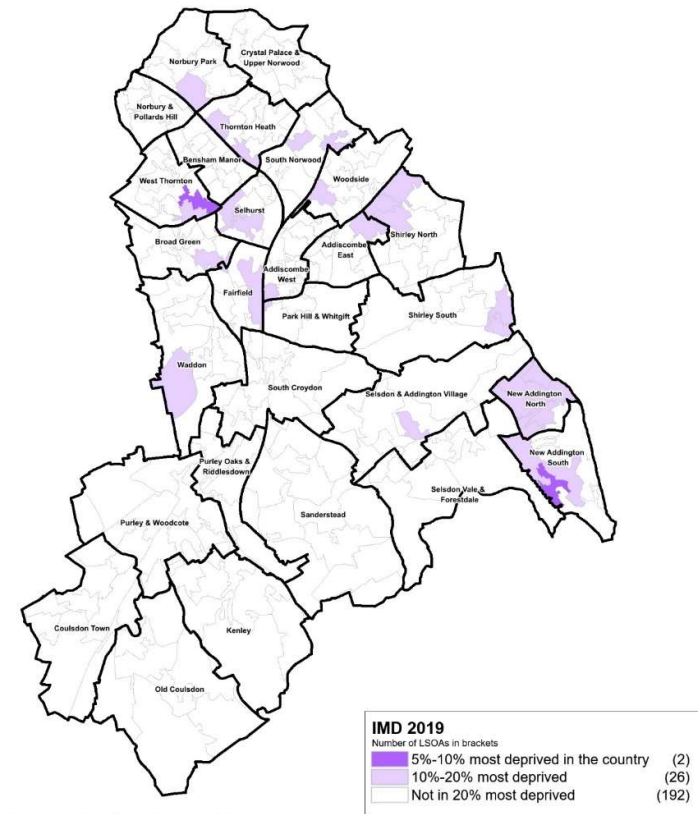 Norbury Park
Crystal Palace &
Upper Norwood
Norbury &
Pollards Hill
Thornton Heath
Bensham Manor
South Norwood
West Thornton
Woodside
Selhurst
Shirley North
Broad Green
Addiscombe
East
Addiscombe
West
Fairfield
Park Hill & Whitgift
Shirley South
Waddon
South Croydon
Selsdon & Addington Village
New Addington
North
New Addington
South
Purley Oaks &
Riddlesdown
Selsdon Vale &
Forestdale
Sanderstead
Purley & Woodcote
Coulsdon Town
Kenley
Old Coulsdon
IMD 2019
Number of LSOAs in brackets
5%-10% most deprived in the country (2)
10%-20% most deprived (26)
Not in 20% most deprived (192)